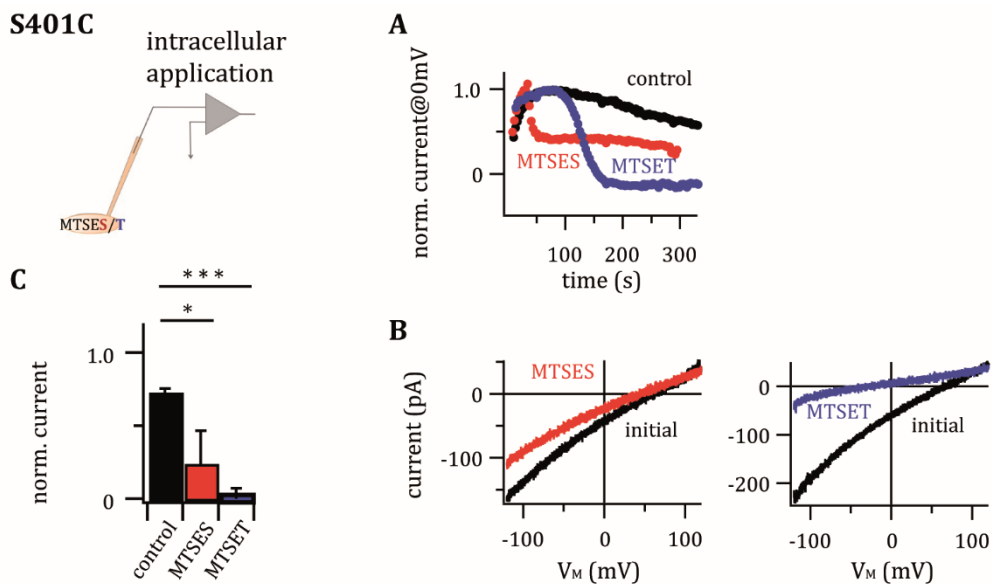 S401C
intracellular
application
MTSES/T
A
norm. current@0mV
1.0
0
control
MTSES
MTSET
100
200
300
time (s)
C
***
*
norm. current
1.0
0
control
MTSES
MTSET
B
current (pA)
0
-100
MTSES
initial
-100
0
100
VM (mV)
0
-100
-200
MTSET
initial
-100
0
100
VM (mV)